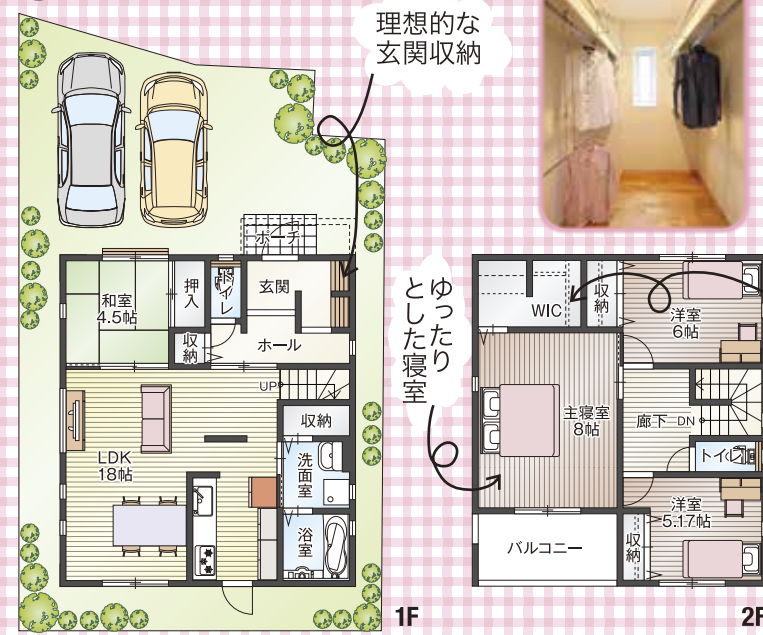 理想的な
玄関収納
ポーチ
和室
4.5帖
押入
トイレ
玄関
収納
ホール
UP
収納
LDK
18帖
洗面室
浴室
1F
ゆったり
とした寝室
WIC
収納
洋室
6帖
主寝室
8帖
廊下
DN
トイレ
洋室
5.17帖
収納
バルコニー
2F